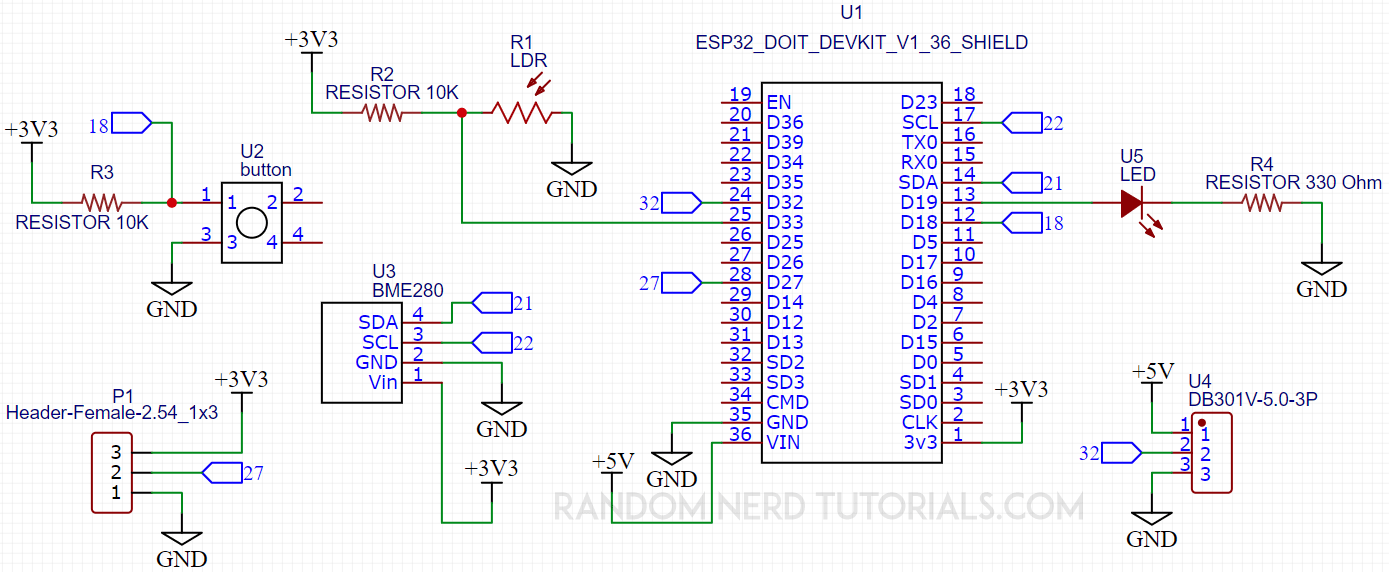 U1
ESP32_DOIT_DEVKIT_V1_36_SHIELD
19 EN
20 D36
21 D39
22 D34
23 D35
24 D32
25 D33
26 D25
27 D26
28 D27
29 D14
30 D12
31 D13
32 SD2
33 SD3
34 CMD
35 GND
36 VIN
D23 18
SCL 17
TX0 16
RX0 15
SDA 14
D19 13
D18 12
D5 11
D17 10
D16 9
D4 8
D2 7
D15 6
D0 5
SD1 4
SD0 3
CLK 2
3v3 1
32
27
22
21
18
+3V3
R2
RESISTOR 10K
R1
LDR
GND
18
+3V3
R3
RESISTOR 10K
U2
button
1 1 2 2
3 3 4 4
GND
U3
BME280
SDA 4
SCL 3
GND 2
Vin 1
21
22
GND
+3V3
P1
Header-Female-2.54_1x3
+3V3
3
2
1
27
GND
+5V
GND
+3V3
U5
LED
R4
RESISTOR 330 Ohm
GND
+5V
U4
DB301V-5.0-3P
1 1
2 2
3 3
32
GND
RANDOM NERD TUTORIALS.COM